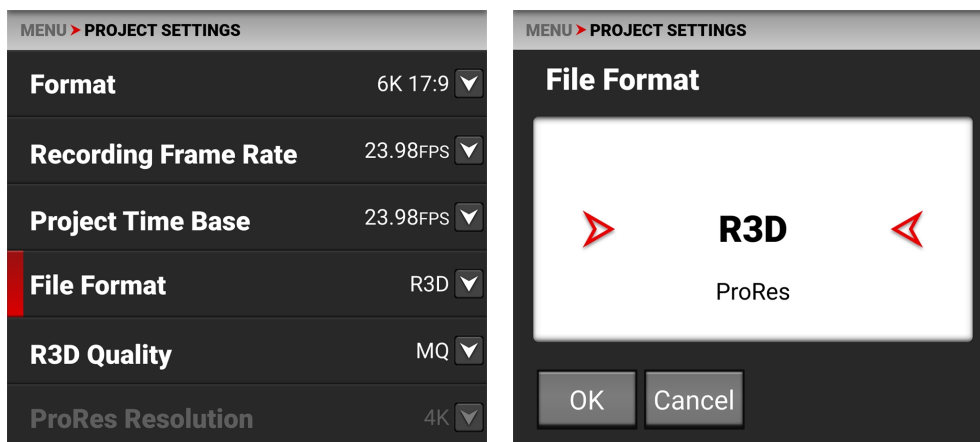 MENU PROJECT SETTINGS
Format 6K 17:9
Recording Frame Rate 23.98FPS
Project Time Base 23.98FPS
File Format R3D
R3D Quality MQ
ProRes Resolution 4K
MENU PROJECT SETTINGS
File Format
R3D
ProRes
OK Cancel